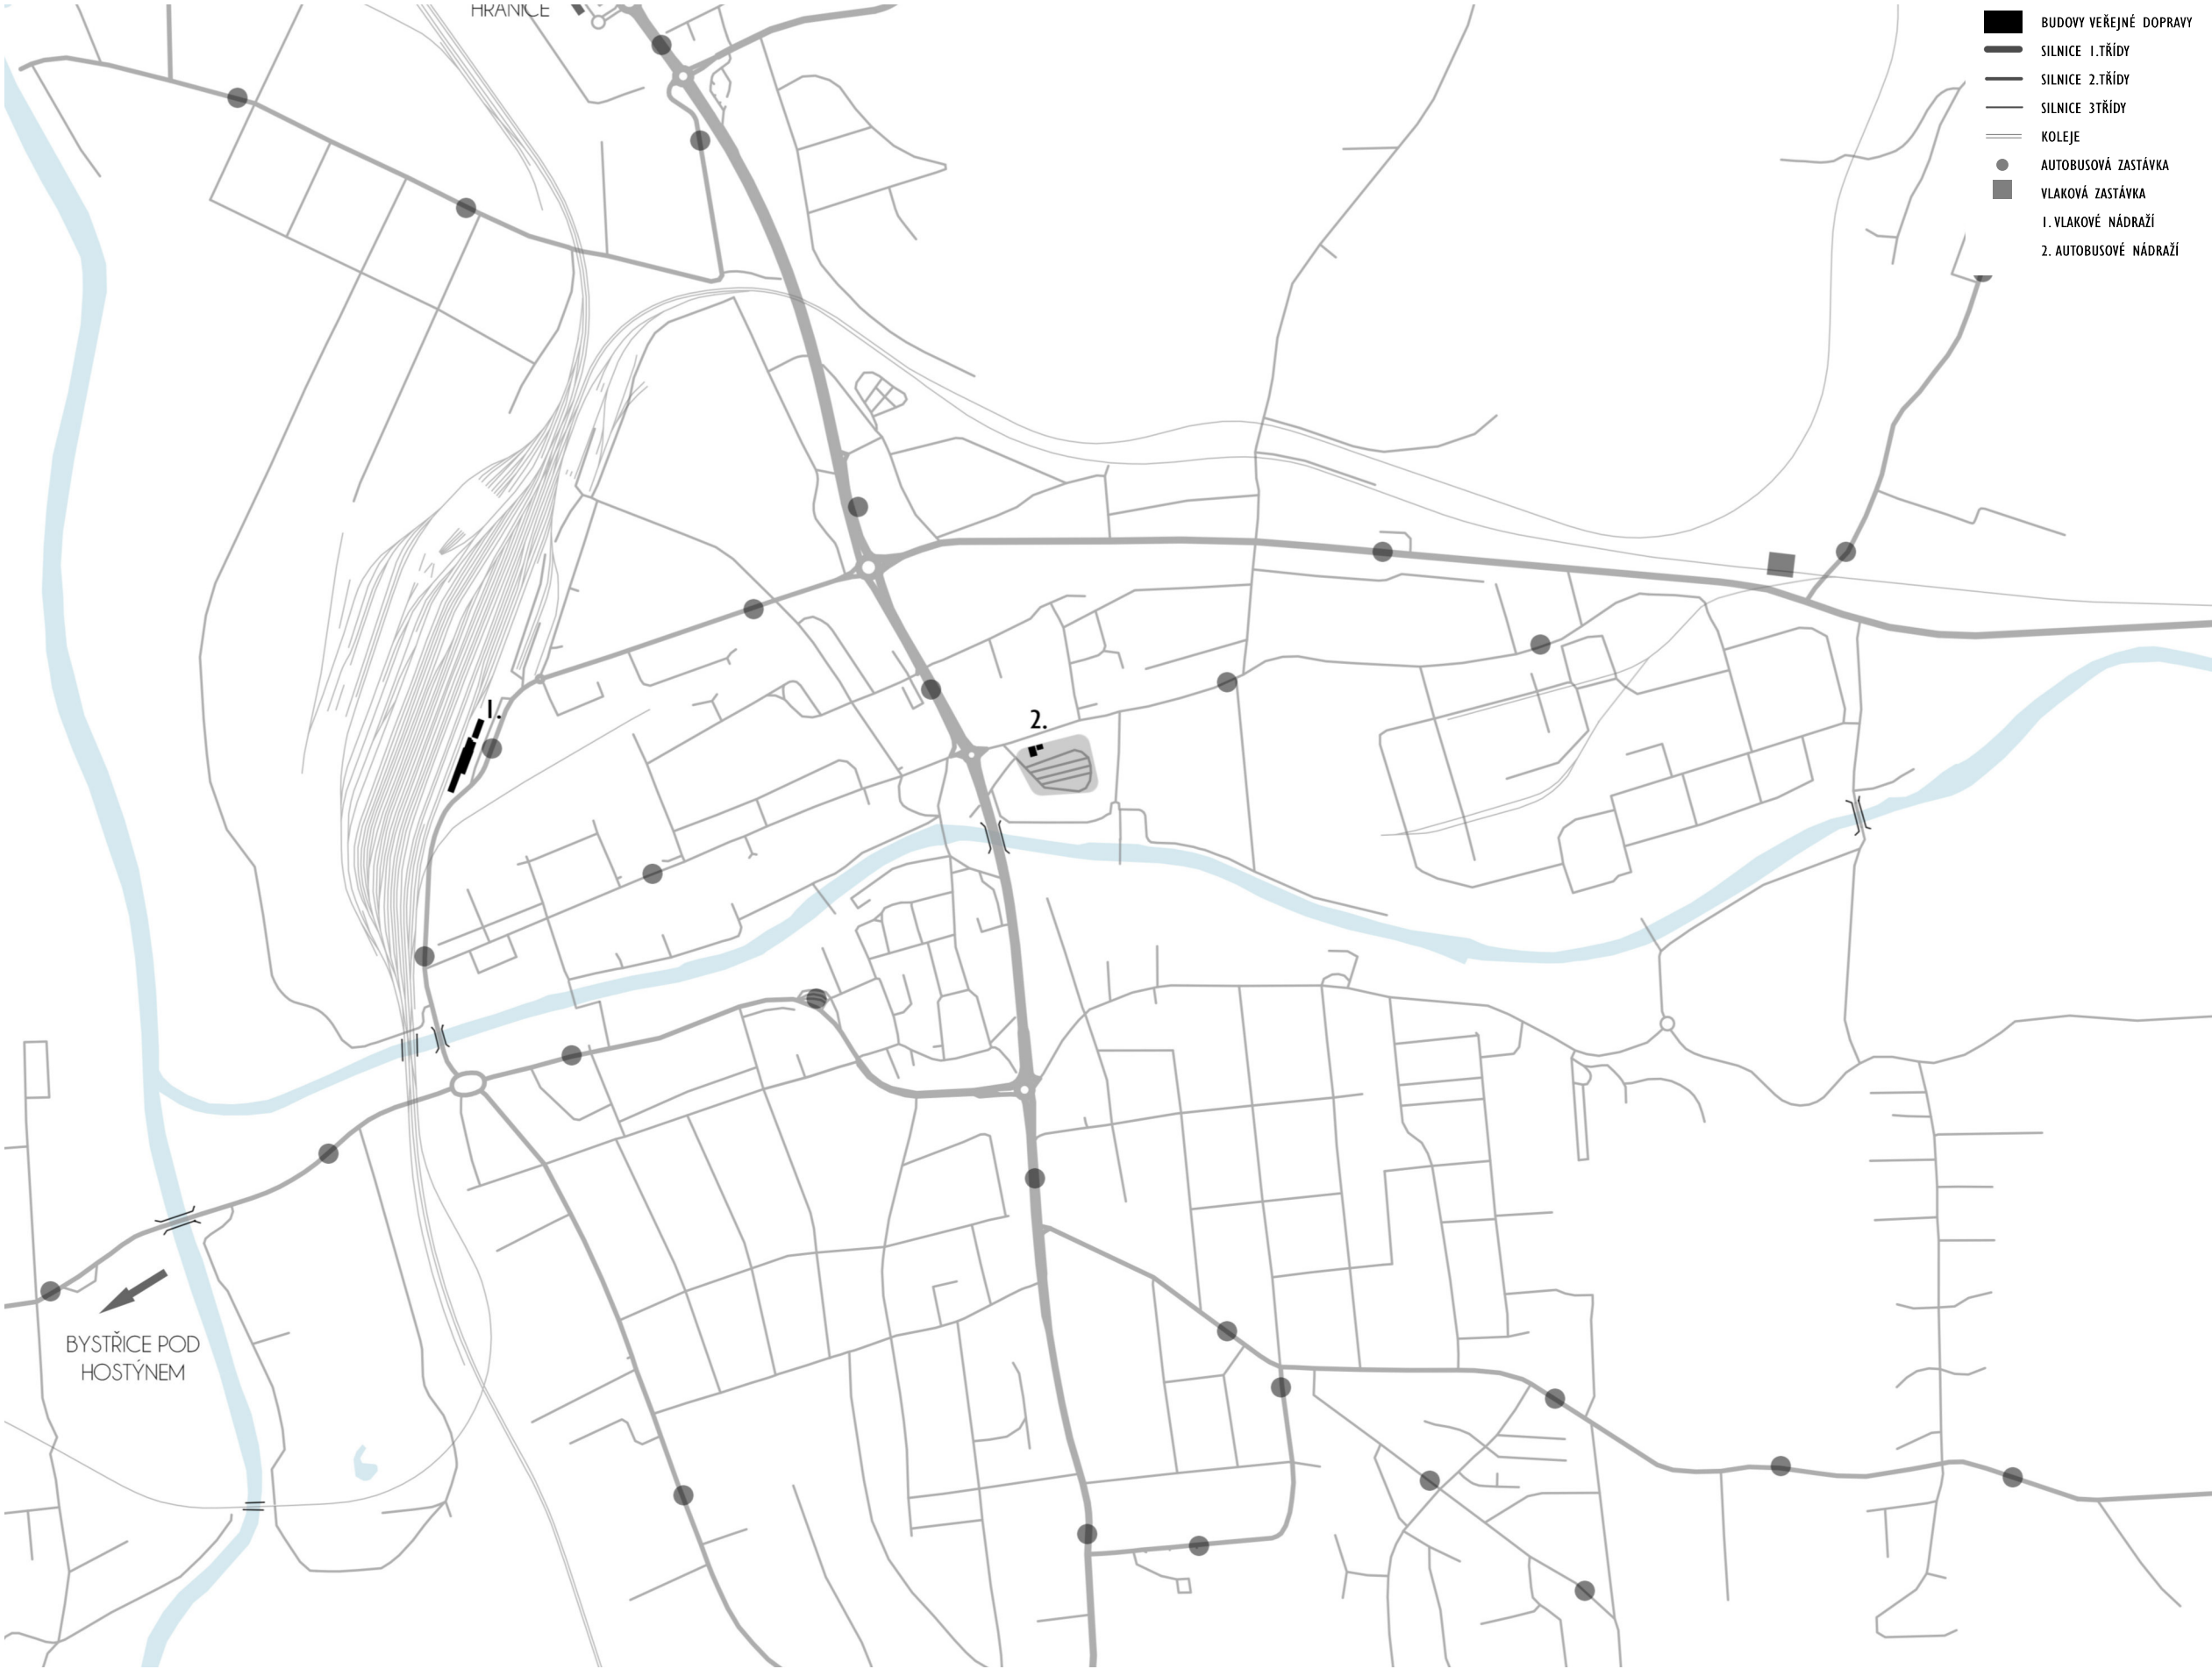 HRANICE
BUDOVY VEŘEJNÉ DOPRAVY
SILNICE 1.TŘÍDY
SILNICE 2.TŘÍDY
SILNICE 3TŘÍDY
KOLEJE
AUTOBUSOVÁ ZASTÁVKA
VLAKOVÁ ZASTÁVKA
1. VLAKOVÉ NÁDRAŽÍ
2. AUTOBUSOVÉ NÁDRAŽÍ
1.
2.
BYSTŘICE POD
HOSTÝNEM